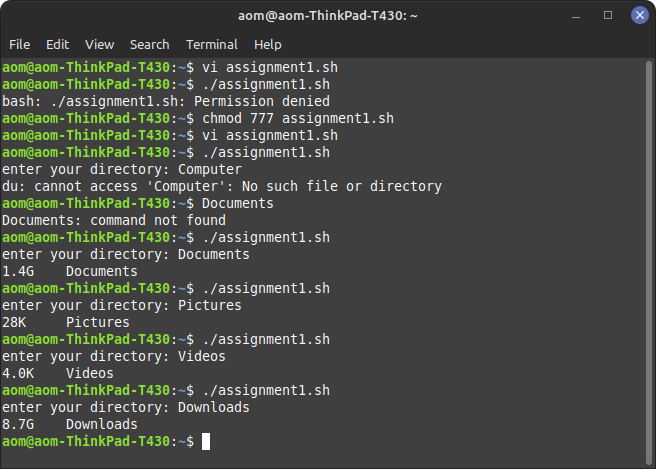 aom@aom-ThinkPad-T430: ~
File Edit View Search Terminal Help
aom@aom-ThinkPad-T430:~$ vi assignment1.sh
aom@aom-ThinkPad-T430:~$ ./assignment1.sh
bash: ./assignment1.sh: Permission denied
aom@aom-ThinkPad-T430:~$ chmod 777 assignment1.sh
aom@aom-ThinkPad-T430:~$ vi assignment1.sh
aom@aom-ThinkPad-T430:~$ ./assignment1.sh
enter your directory: Computer
du: cannot access 'Computer': No such file or directory
aom@aom-ThinkPad-T430:~$ Documents
Documents: command not found
aom@aom-ThinkPad-T430:~$ ./assignment1.sh
enter your directory: Documents
1.4G    Documents
aom@aom-ThinkPad-T430:~$ ./assignment1.sh
enter your directory: Pictures
28K     Pictures
aom@aom-ThinkPad-T430:~$ ./assignment1.sh
enter your directory: Videos
4.0K    Videos
aom@aom-ThinkPad-T430:~$ ./assignment1.sh
enter your directory: Downloads
8.7G    Downloads
aom@aom-ThinkPad-T430:~$